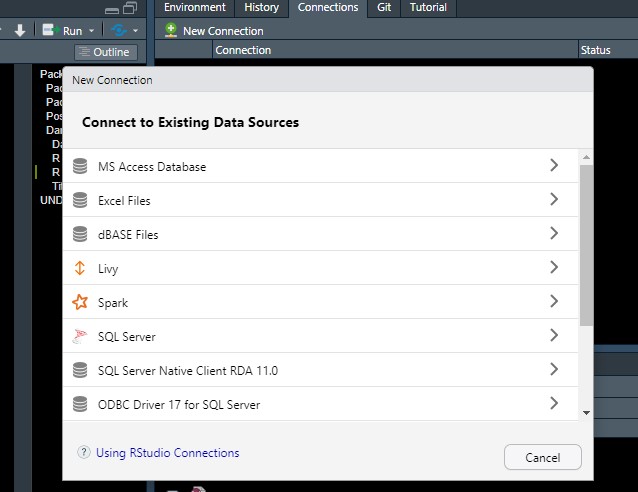 Environment History Connections Git Tutorial
Run New Connection
Outline Connection Status
Pack
Pac
Pac
Pos
Dar
Da
R
R
Tit
UND
New Connection
Connect to Existing Data Sources
MS Access Database
Excel Files
dBASE Files
Livy
Spark
SQL Server
SQL Server Native Client RDA 11.0
ODBC Driver 17 for SQL Server
? Using RStudio Connections
Cancel